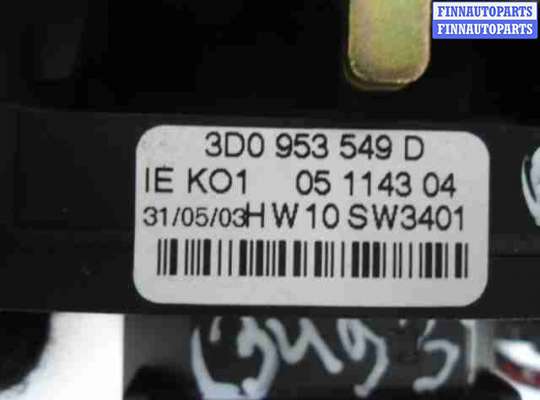 FINNAUTOPARTS
FINNAUTOPARTS
3D0 953 549 D
IE KO1 05 1143 04
31/05/03 HW10 SW3401